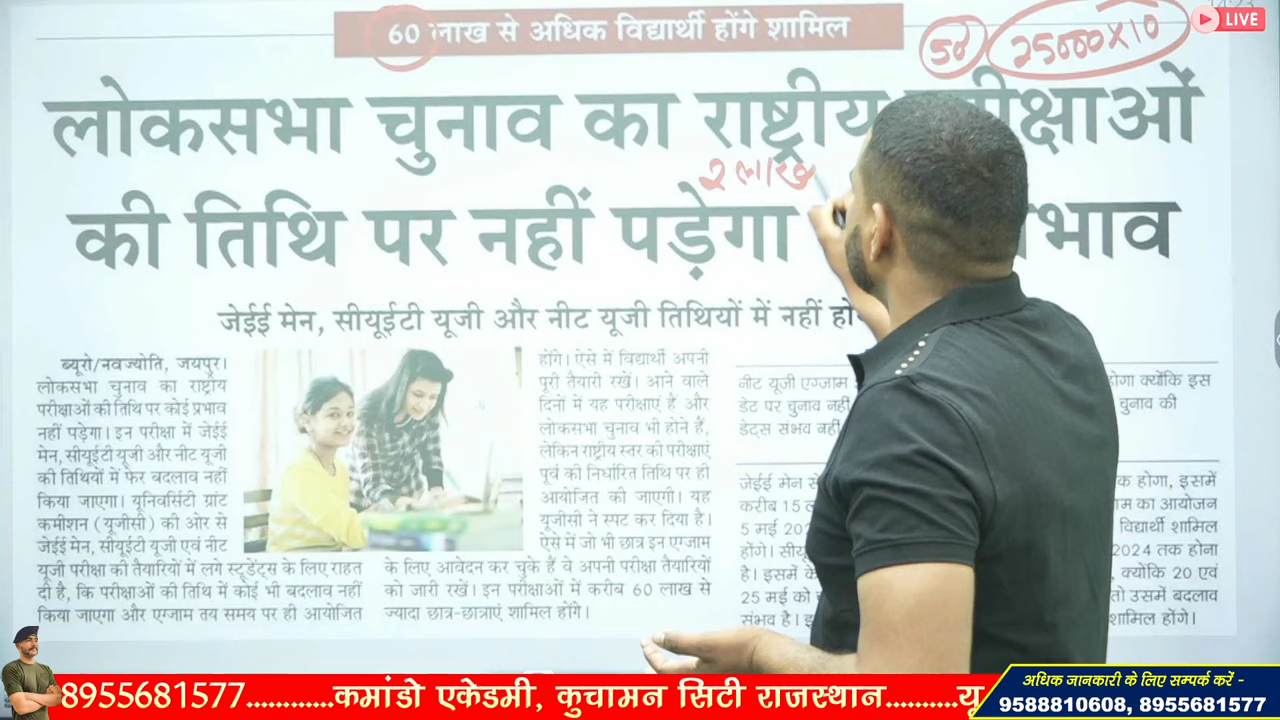 60 लाख से अधिक विद्यार्थी होंगे शामिल
50 25000x10
LIVE
लोकसभा चुनाव का राष्ट्रीय परीक्षाओं
2 लाख
की तिथि पर नहीं पड़ेगा
जेईई मेन, सीयूईटी यूजी और नीट यूजी तिथियों में नहीं
ब्यूरो/नवज्योति, जयपुर।
लोकसभा चुनाव का राष्ट्रीय
परीक्षाओं की तिथि पर कोई प्रभाव
नहीं पड़ेगा। इन परीक्षा में जेईई
मेन, सीयूईटी यूजी और नीट यूजी
की तिथियों में फेर बदलाव नहीं
किया जाएगा। यूनिवर्सिटी ग्रांट
कमीशन (यूजीसी) की ओर से
जेईई मेन, सीयूईटी यूजी एवं नीट
यूजी परीक्षा की तैयारियों में लगे स्टूडेंट्स के लिए राहत
दी है, कि परीक्षाओं की तिथि में कोई भी बदलाव नहीं
किया जाएगा और एग्जाम तय समय पर ही आयोजित
होंगे। ऐसे में विद्यार्थी अपनी
पुरी तैयारी रखें। आने वाले
दिनों में यह परीक्षाएं है और
लोकसभा चुनाव भी होने हैं,
लेकिन राष्ट्रीय स्तर की परीक्षाएं
पूर्व की निर्धारित तिथि पर ही
आयोजित की जाएगी। यह
यूजीसी ने स्पट कर दिया है।
ऐसे में जो भी छात्र इन एग्जाम
के लिए आवेदन कर चुके हैं वे अपनी परीक्षा तैयारियों
को जारी रखें। इन परीक्षाओं में करीब 60 लाख से
ज्यादा छात्र-छात्राएं शामिल होंगे।
नीट यूजी एग्जाम होगा क्योंकि इस
डेट पर चुनाव नहीं चुनाव की
डेट्स संभव नहीं
जेईई मेन से होगा, इसमें
करीब 15 का आयोजन
5 मई विद्यार्थी शामिल
होंगे। 2024 तक होना
है। इसमें क्योंकि 20 एवं
25 मई को तो उसमें बदलाव
संभव है। शामिल होंगे।
8955681577............कमांडो एकेडमी, कुचामन सिटी राजस्थान..........यू
अधिक जानकारी के लिए सम्पर्क करें -
9588810608, 8955681577